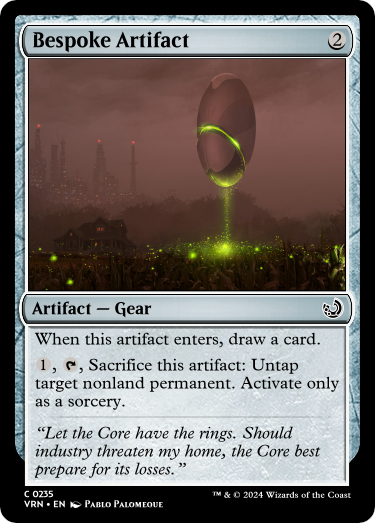 Bespoke Artifact 2
Artifact — Gear
When this artifact enters, draw a card.
1, , Sacrifice this artifact: Untap
target nonland permanent. Activate only
as a sorcery.
“Let the Core have the rings. Should
industry threaten my home, the Core best
prepare for its losses.”
C 0235
VRN • EN Pablo Palomeque
™ & © 2024 Wizards of the Coast